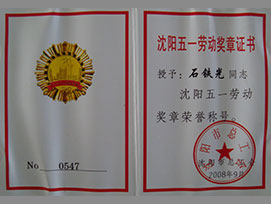 No 0547
沈阳五一劳动奖章证书
授予：石铁光同志
沈阳五一劳动
奖章荣誉称号。
沈阳市总工会
2008年9月